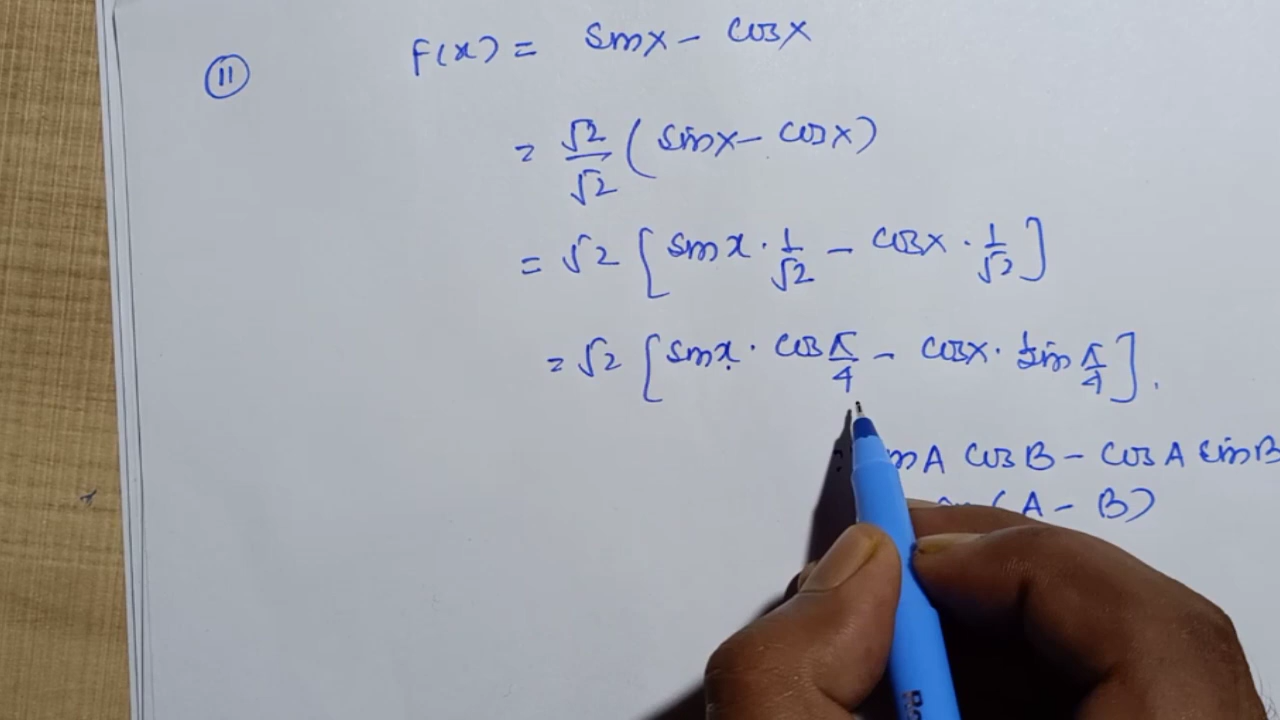 11
f(x) = sinx - cosx
= √2/√2 (sinx - cosx)
= √2 [sinx · 1/√2 - cosx · 1/√2]
= √2 [sinx · cos π/4 - cosx · sin π/4].
A cosB - cosA sinB
(A - B)